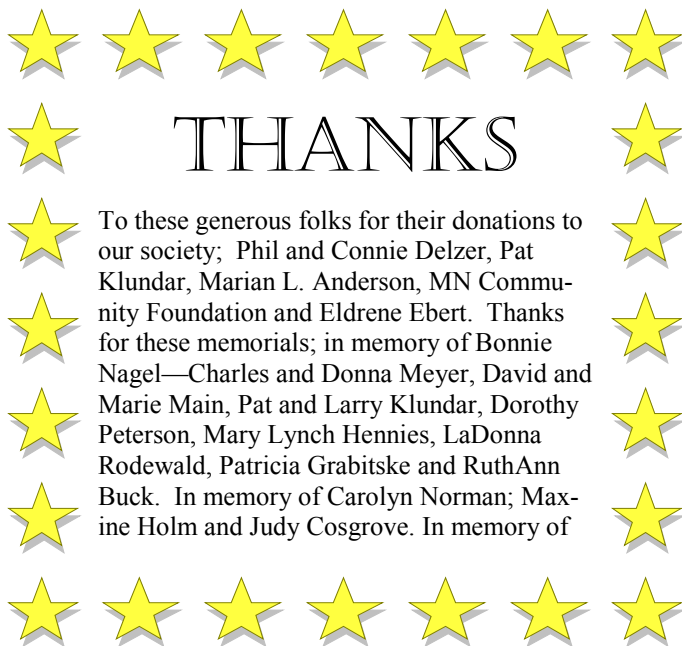 THANKS
To these generous folks for their donations to
our society;  Phil and Connie Delzer, Pat
Klundar, Marian L. Anderson, MN Commu-
nity Foundation and Eldrene Ebert.  Thanks
for these memorials; in memory of Bonnie
Nagel—Charles and Donna Meyer, David and
Marie Main, Pat and Larry Klundar, Dorothy
Peterson, Mary Lynch Hennies, LaDonna
Rodewald, Patricia Grabitske and RuthAnn
Buck.  In memory of Carolyn Norman; Max-
ine Holm and Judy Cosgrove. In memory of